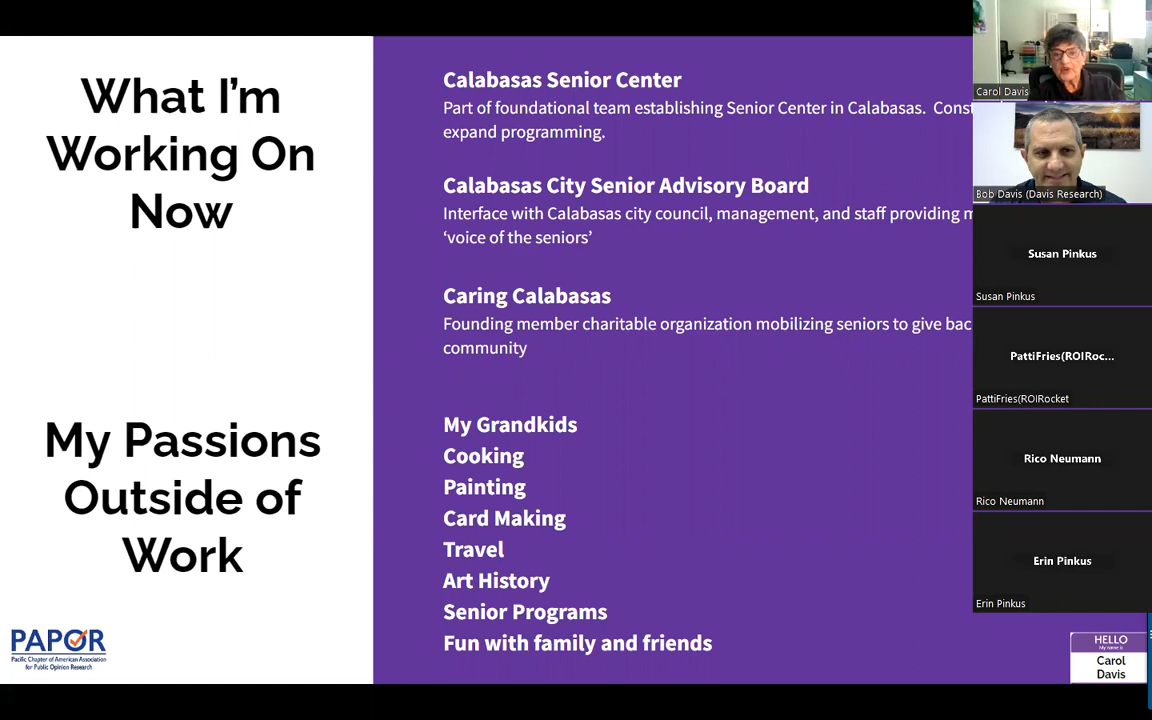 What I'm
Working On
Now
Calabasas Senior Center
Part of foundational team establishing Senior Center in Calabasas.
expand programming.
Calabasas City Senior Advisory Board
Interface with Calabasas city council, management, and staff providing
'voice of the seniors'
Caring Calabasas
Founding member charitable organization mobilizing seniors to give
community
My Passions
Outside of
Work
My Grandkids
Cooking
Painting
Card Making
Travel
Art History
Senior Programs
Fun with family and friends
PAPOR
Pacific Chapter of American Association
for Public Opinion Research
Carol Davis
Bob Davis (Davis Research)
Susan Pinkus
Susan Pinkus
PattiFries(ROIRoc...
PattiFries(ROIRocket
Rico Neumann
Rico Neumann
Erin Pinkus
Erin Pinkus
HELLO
My name is
Carol
Davis